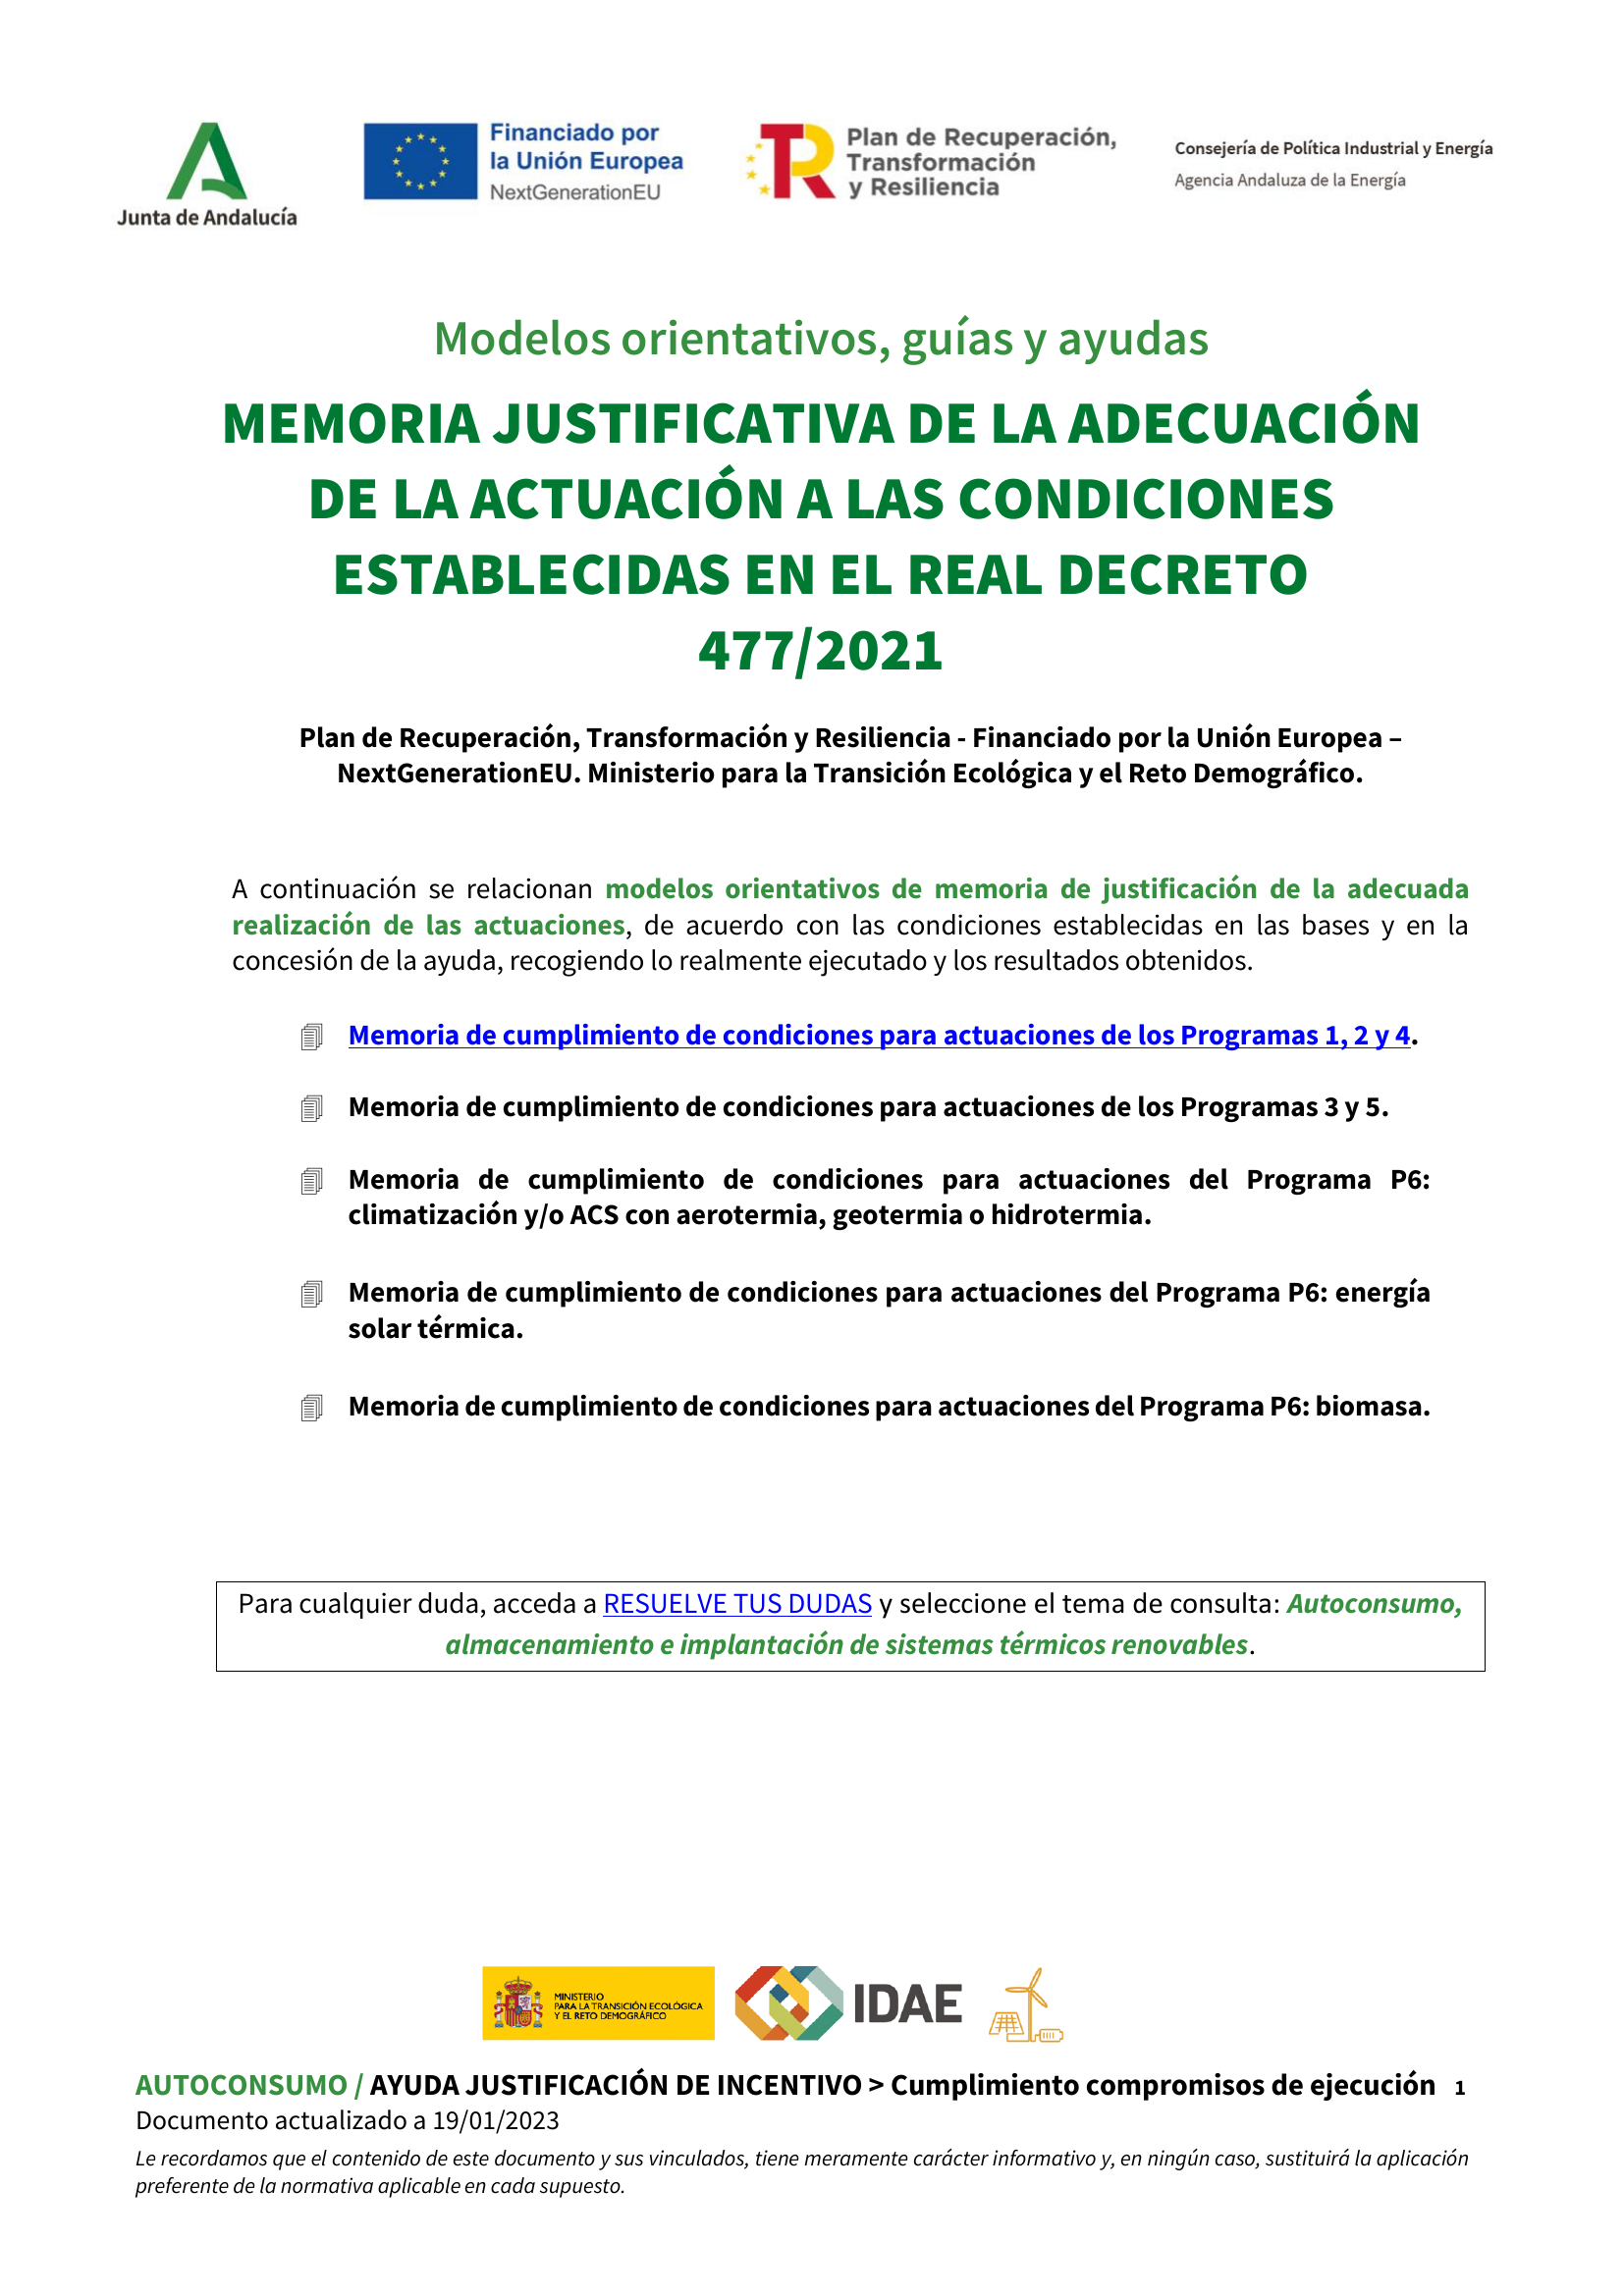 Junta de Andalucía
Financiado por
la Unión Europea
NextGenerationEU
Plan de Recuperación,
Transformación
y Resiliencia
Consejería de Política Industrial y Energía
Agencia Andaluza de la Energía
Modelos orientativos, guías y ayudas
MEMORIA JUSTIFICATIVA DE LA ADECUACIÓN
DE LA ACTUACIÓN A LAS CONDICIONES
ESTABLECIDAS EN EL REAL DECRETO
477/2021
Plan de Recuperación, Transformación y Resiliencia - Financiado por la Unión Europea –
NextGenerationEU. Ministerio para la Transición Ecológica y el Reto Demográfico.
A continuación se relacionan modelos orientativos de memoria de justificación de la adecuada
realización de las actuaciones, de acuerdo con las condiciones establecidas en las bases y en la
concesión de la ayuda, recogiendo lo realmente ejecutado y los resultados obtenidos.
Memoria de cumplimiento de condiciones para actuaciones de los Programas 1, 2 y 4.
Memoria de cumplimiento de condiciones para actuaciones de los Programas 3 y 5.
Memoria de cumplimiento de condiciones para actuaciones del Programa P6:
climatización y/o ACS con aerotermia, geotermia o hidrotermia.
Memoria de cumplimiento de condiciones para actuaciones del Programa P6: energía
solar térmica.
Memoria de cumplimiento de condiciones para actuaciones del Programa P6: biomasa.
Para cualquier duda, acceda a RESUELVE TUS DUDAS y seleccione el tema de consulta: Autoconsumo,
almacenamiento e implantación de sistemas térmicos renovables.
MINISTERIO
PARA LA TRANSICIÓN ECOLÓGICA
Y EL RETO DEMOGRÁFICO
IDAE
AUTOCONSUMO / AYUDA JUSTIFICACIÓN DE INCENTIVO > Cumplimiento compromisos de ejecución 1
Documento actualizado a 19/01/2023
Le recordamos que el contenido de este documento y sus vinculados, tiene meramente carácter informativo y, en ningún caso, sustituirá la aplicación
preferente de la normativa aplicable en cada supuesto.